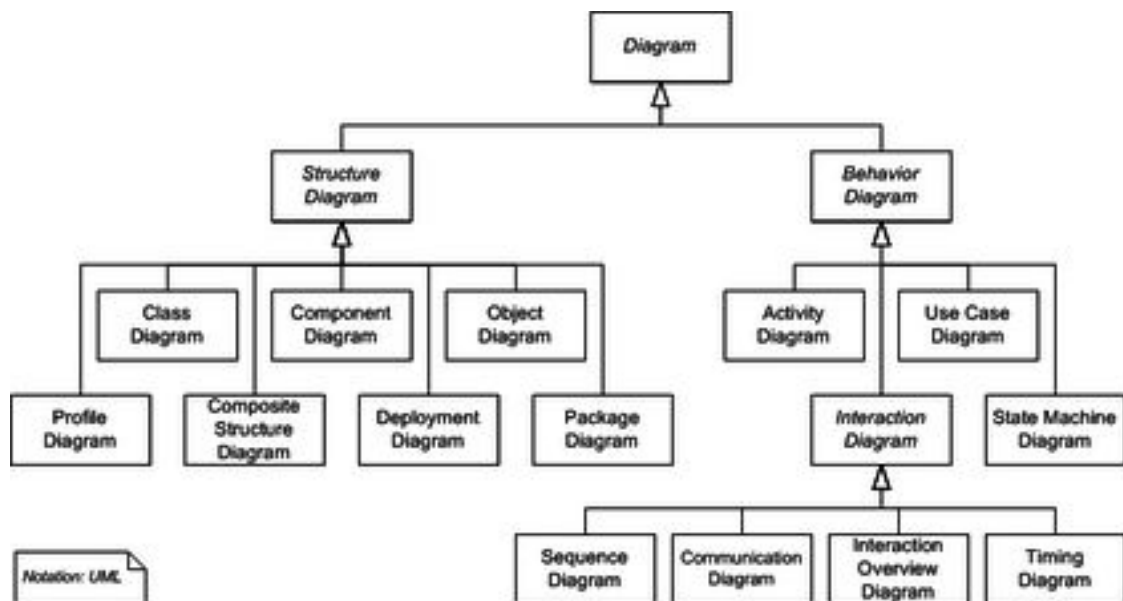 Diagram
Structure
Diagram
Behavior
Diagram
Class
Diagram
Component
Diagram
Object
Diagram
Activity
Diagram
Use Case
Diagram
Profile
Diagram
Composite
Structure
Diagram
Deployment
Diagram
Package
Diagram
Interaction
Diagram
State Machine
Diagram
Notation: UML
Sequence
Diagram
Communication
Diagram
Interaction
Overview
Diagram
Timing
Diagram